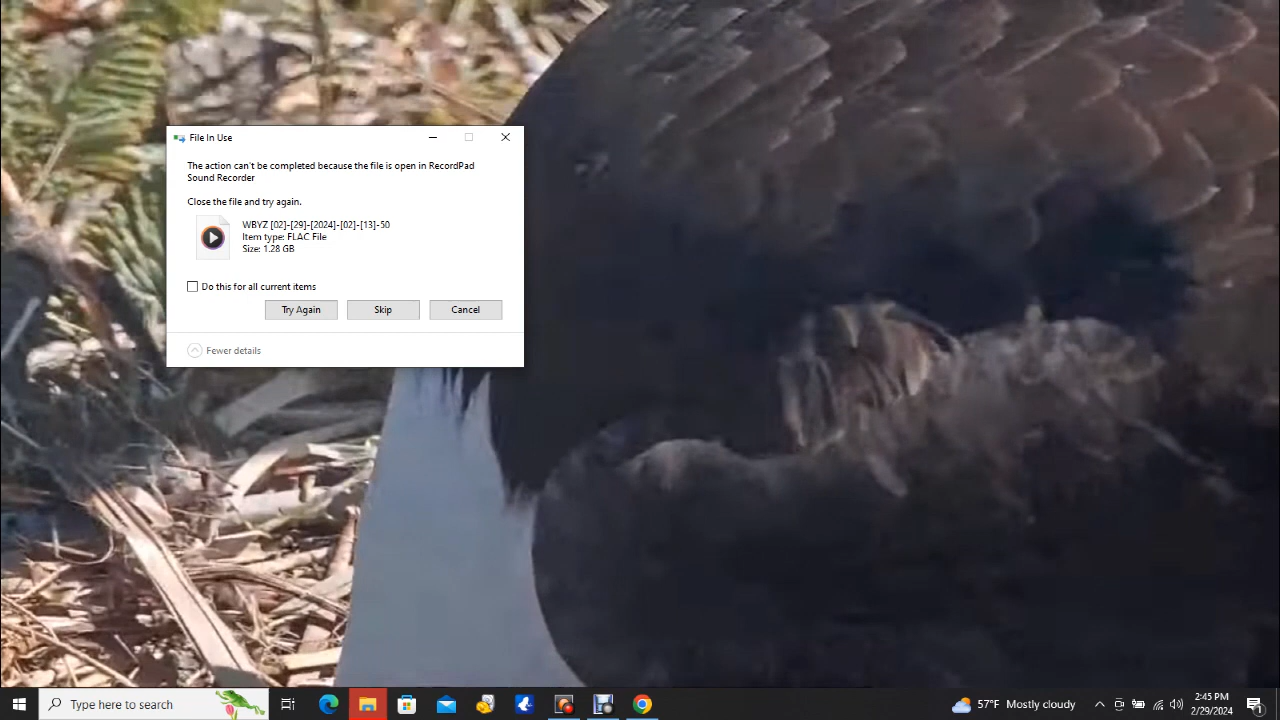 File In Use
The action can't be completed because the file is open in RecordPad
Sound Recorder
Close the file and try again.
WBYZ [02]-[29]-[2024]-[02]-[13]-50
Item type: FLAC File
Size: 1.28 GB
Do this for all current items
Try Again
Skip
Cancel
Fewer details
Type here to search
57°F Mostly cloudy
2:45 PM
2/29/2024
1